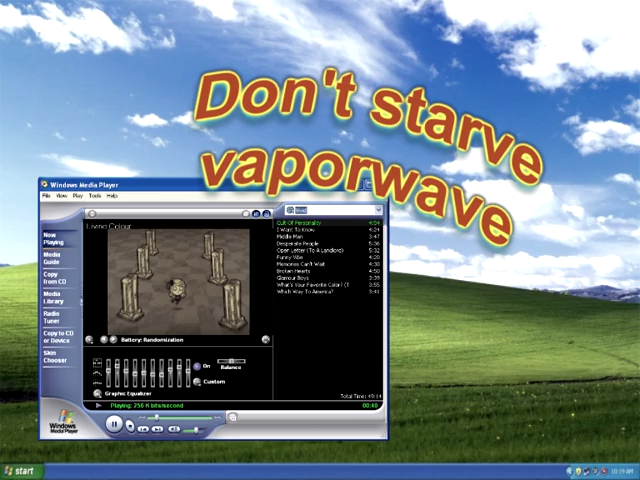 Don't starve
vaporwave
Windows Media Player
File View Play Tools Help
Living Colour
Now
Playing
Media
Guide
Copy
from CD
Media
Library
Radio
Tuner
Copy to CD
or Device
Skin
Chooser
Cult Of Personality 4:54
I Want To Know 4:24
Middle Man 3:47
Desperate People 5:36
Open Letter (To A Landlord) 5:32
Funny Vibe 4:20
Memories Can't Wait 4:30
Broken Hearts 4:50
Glamour Boys 3:39
What's Your Favorite Color? (T 3:55
Which Way To America? 3:41
Battery: Randomization
On
Balance
Custom
Graphic Equalizer
Total Time: 49:14
Playing: 256 K bits/second 00:40
Windows
Media Player
start
10:19 AM